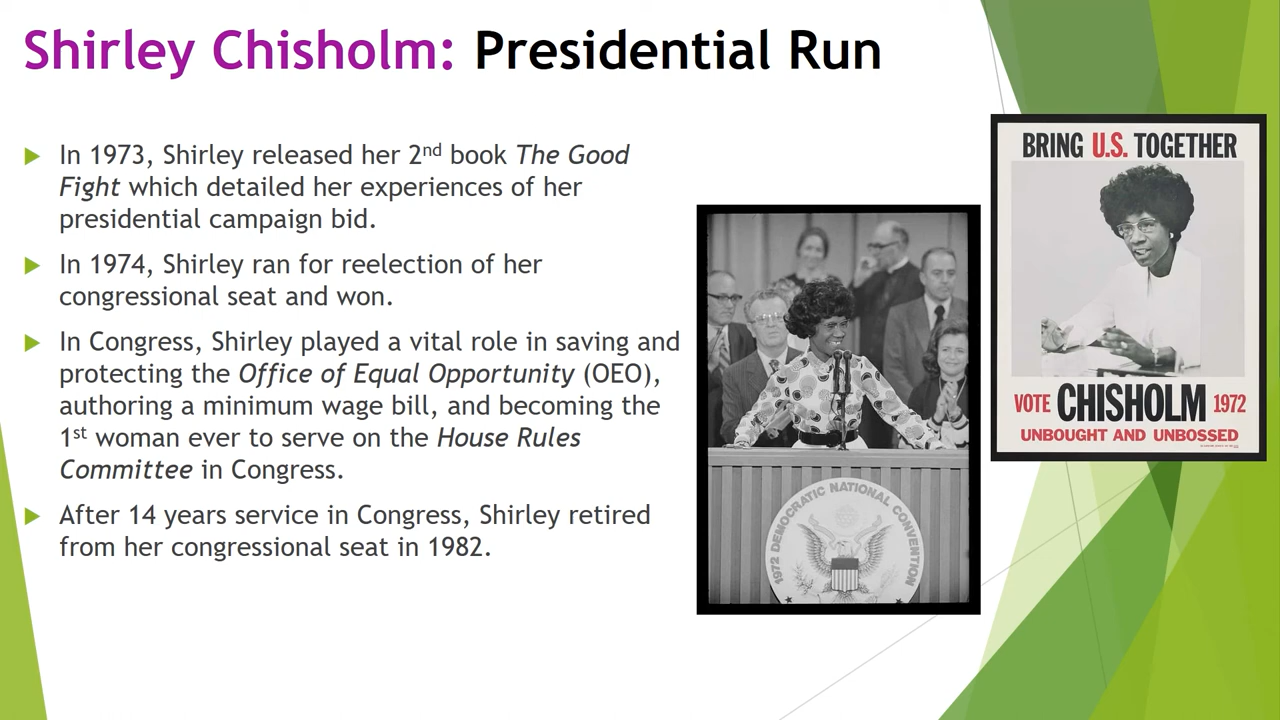 Shirley Chisholm: Presidential Run
In 1973, Shirley released her 2nd book The Good
Fight which detailed her experiences of her
presidential campaign bid.
In 1974, Shirley ran for reelection of her
congressional seat and won.
In Congress, Shirley played a vital role in saving and
protecting the Office of Equal Opportunity (OEO),
authoring a minimum wage bill, and becoming the
1st woman ever to serve on the House Rules
Committee in Congress.
After 14 years service in Congress, Shirley retired
from her congressional seat in 1982.
1972 DEMOCRATIC NATIONAL CONVENTION
BRING U.S. TOGETHER
VOTE CHISHOLM 1972
UNBOUGHT AND UNBOSSED